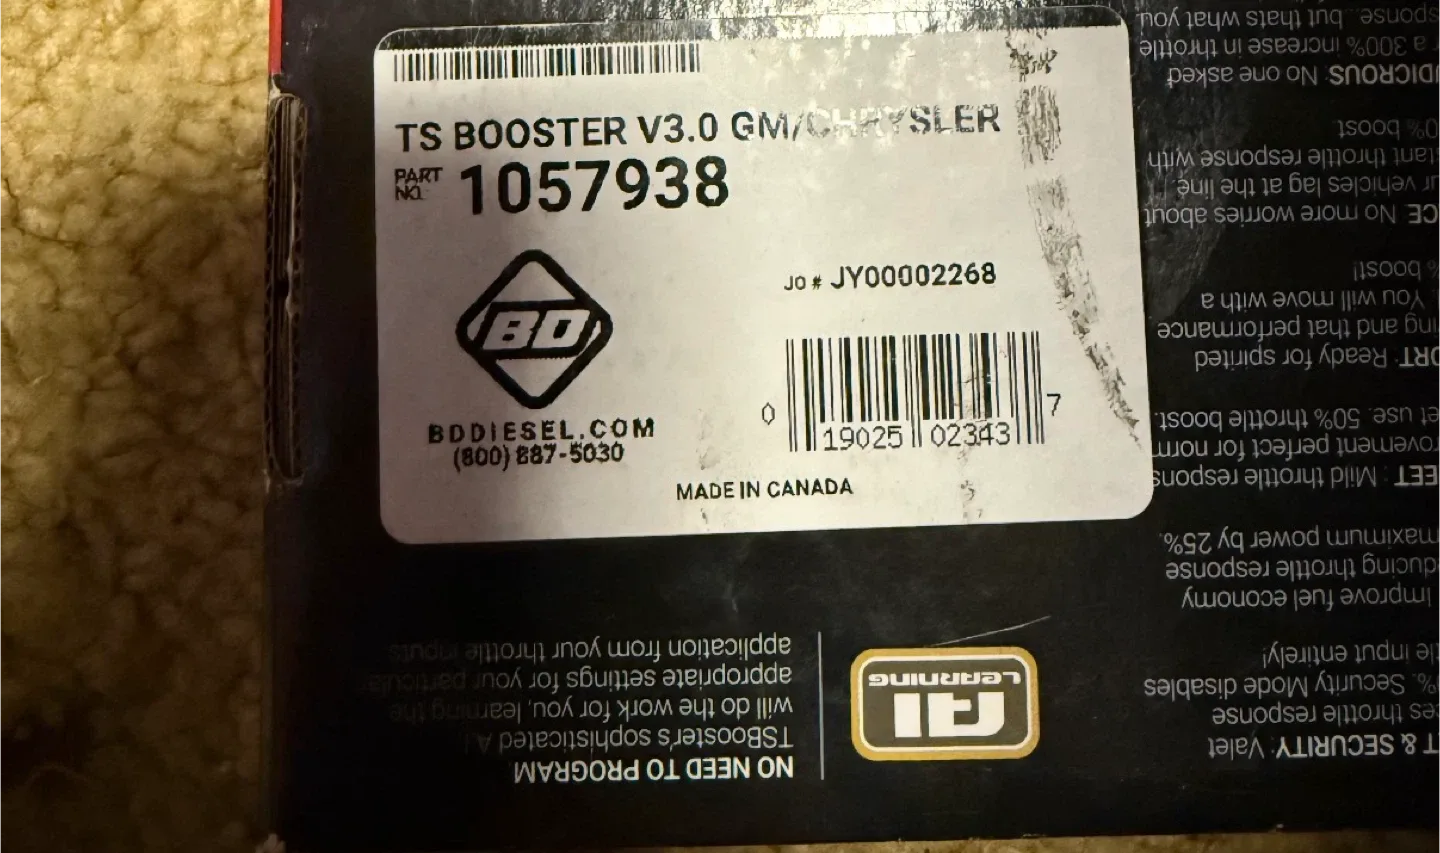 TS BOOSTER V3.0 GM/CHRYSLER
PART NO. 1057938
JO # JY00002268
BD
BDDIESEL.COM
(800) 887-5030
0 19025 02343 7
MADE IN CANADA
NO NEED TO PROGRAM
TSBooster's sophisticated A.I
will do the work for you, learning the
appropriate settings for your particular
application from your throttle inputs
AI
LEARNING
T & SECURITY: Valet
ces throttle response
0%. Security Mode disables
tle input entirely!
Improve fuel economy
ducing throttle response
maximum power by 25%.
EET : Mild throttle respons
rovement perfect for norm
et use. 50% throttle boost.
ORT: Ready for spirited
ing and that performance
You will move with a
% boost!
CE: No more worries about
ur vehicles lag at the line
stant throttle response with
0% boost.
UDICROUS: No one asked
r a 300% increase in throttle
sponse...but thats what you